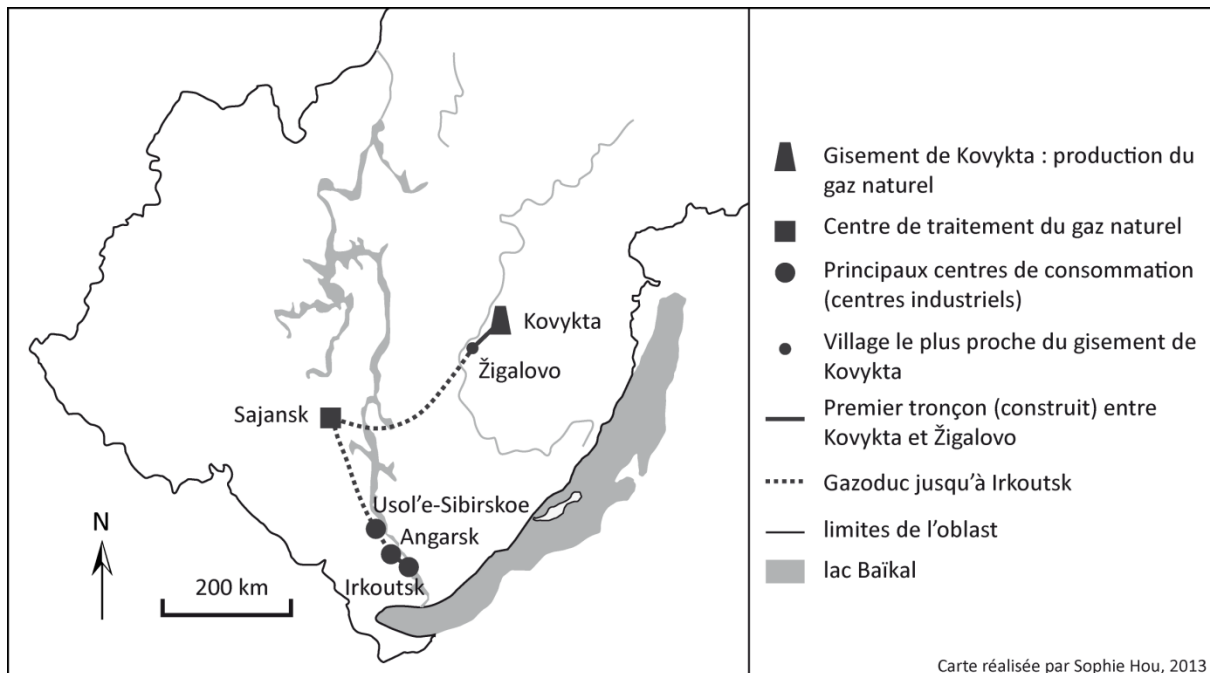 Kovykta
Žigalovo
Sajansk
Usol’e-Sibirskoe
Angarsk
Irkoutsk
N
200 km
Gisement de Kovykta : production du
gaz naturel
Centre de traitement du gaz naturel
Principaux centres de consommation
(centres industriels)
Village le plus proche du gisement de
Kovykta
Premier tronçon (construit) entre
Kovykta et Žigalovo
Gazoduc jusqu’à Irkoutsk
limites de l’oblast
lac Baïkal
Carte réalisée par Sophie Hou, 2013